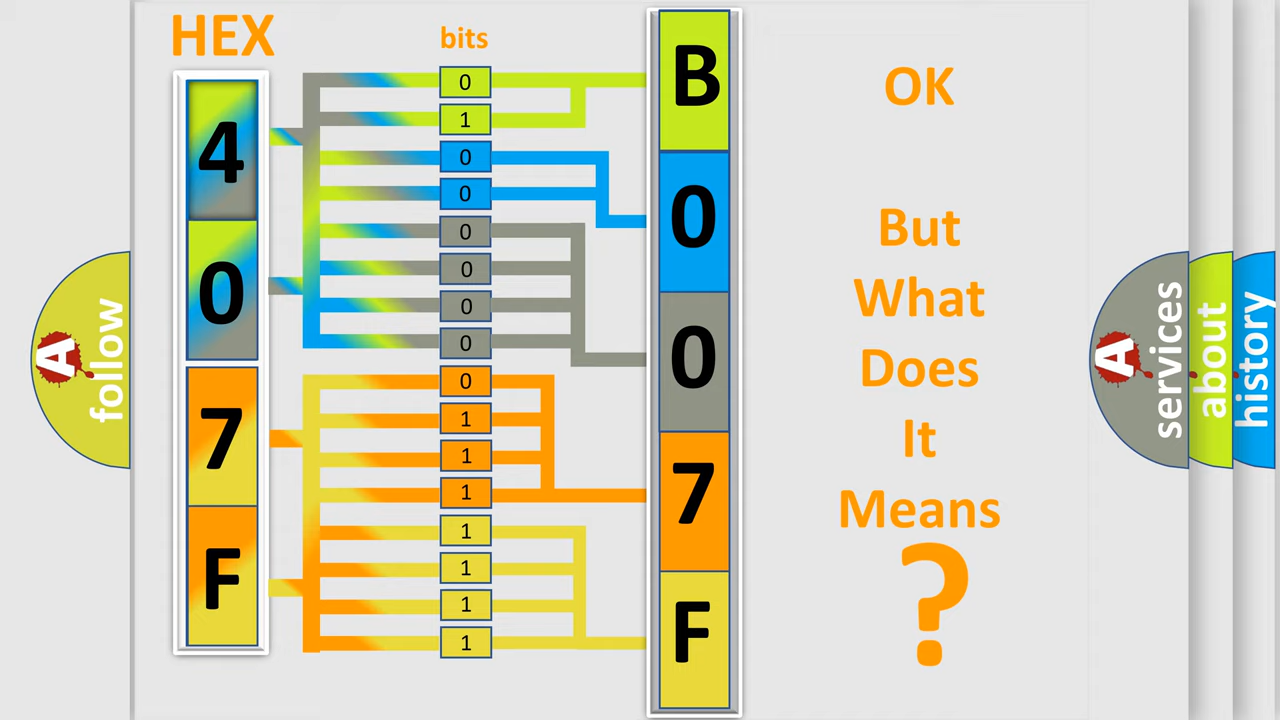 HEX
bits
4
0
7
F
0
1
0
0
0
0
0
0
0
1
1
1
1
1
1
1
B
0
0
7
F
OK
But
What
Does
It
Means
?
A
follow
A
services
about
history